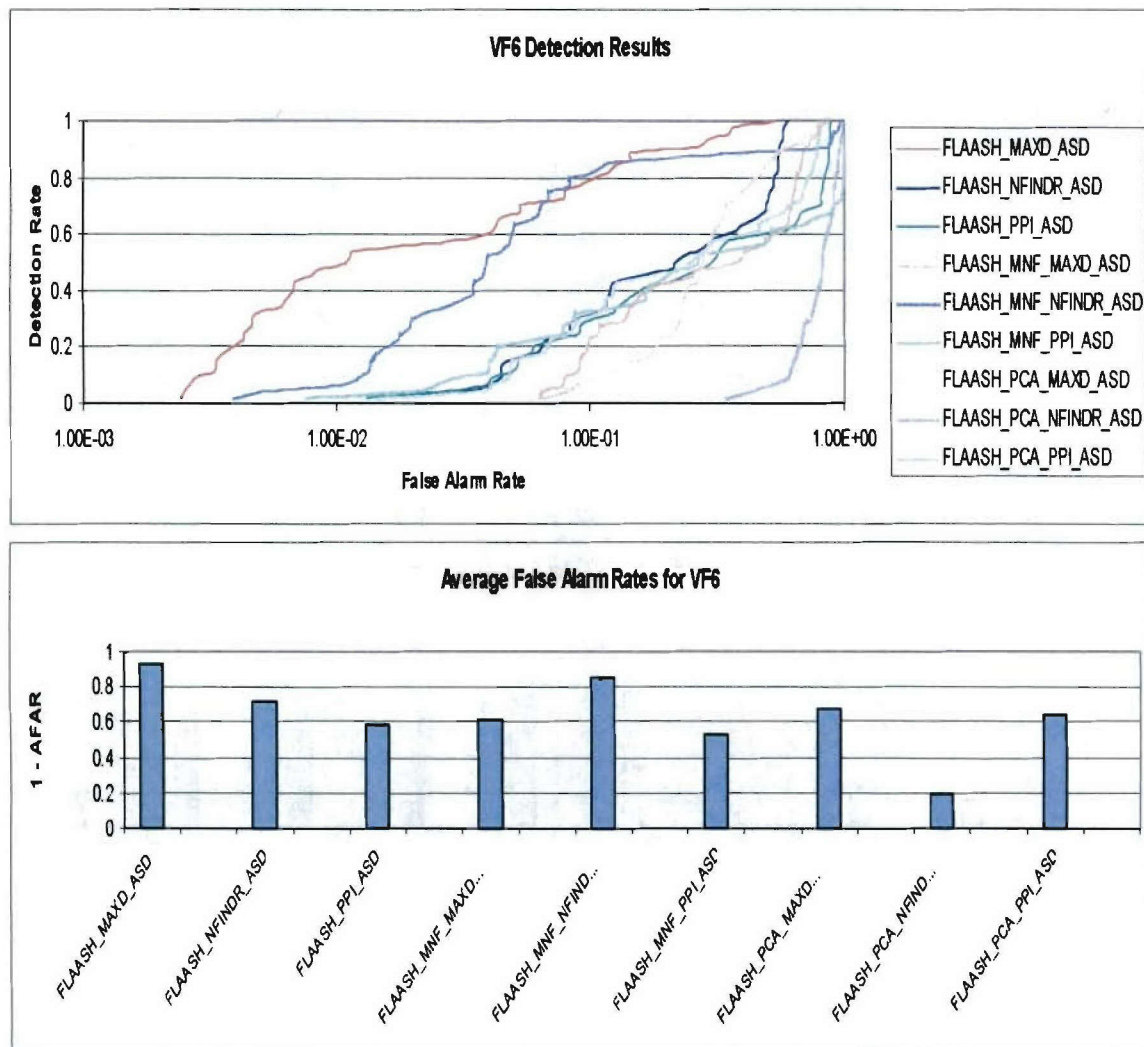 VF6 Detection Results
Detection Rate
1
0.8
0.6
0.4
0.2
0
1.00E-03
1.00E-02
1.00E-01
1.00E+00
False Alarm Rate
FLAASH_MAXD_ASD
FLAASH_NFINDR_ASD
FLAASH_PPI_ASD
FLAASH_MNF_MAXD_ASD
FLAASH_MNF_NFINDR_ASD
FLAASH_MNF_PPI_ASD
FLAASH_PCA_MAXD_ASD
FLAASH_PCA_NFINDR_ASD
FLAASH_PCA_PPI_ASD
Average False Alarm Rates for VF6
1 - AFAR
1
0.8
0.6
0.4
0.2
0
FLAASH_MAXD_ASD
FLAASH_NFINDR_ASD
FLAASH_PPI_ASD
FLAASH_MNF_MAXD...
FLAASH_MNF_NFIND...
FLAASH_MNF_PPI_ASD
FLAASH_PCA_MAXD...
FLAASH_PCA_NFIND...
FLAASH_PCA_PPI_ASD